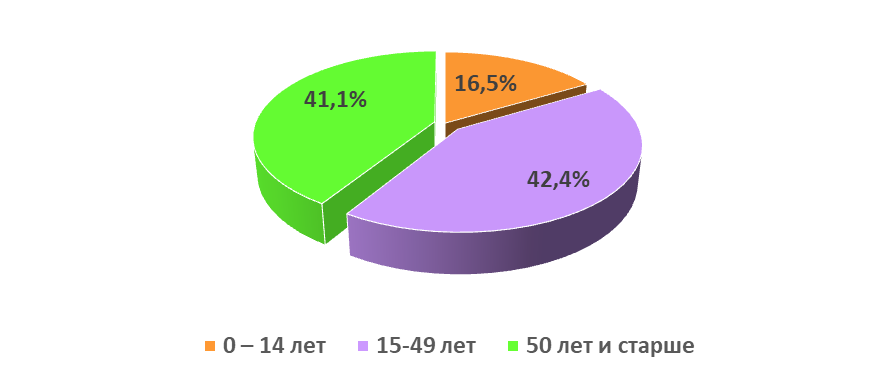 16,5%
41,1%
42,4%
0 – 14 лет 15-49 лет 50 лет и старше